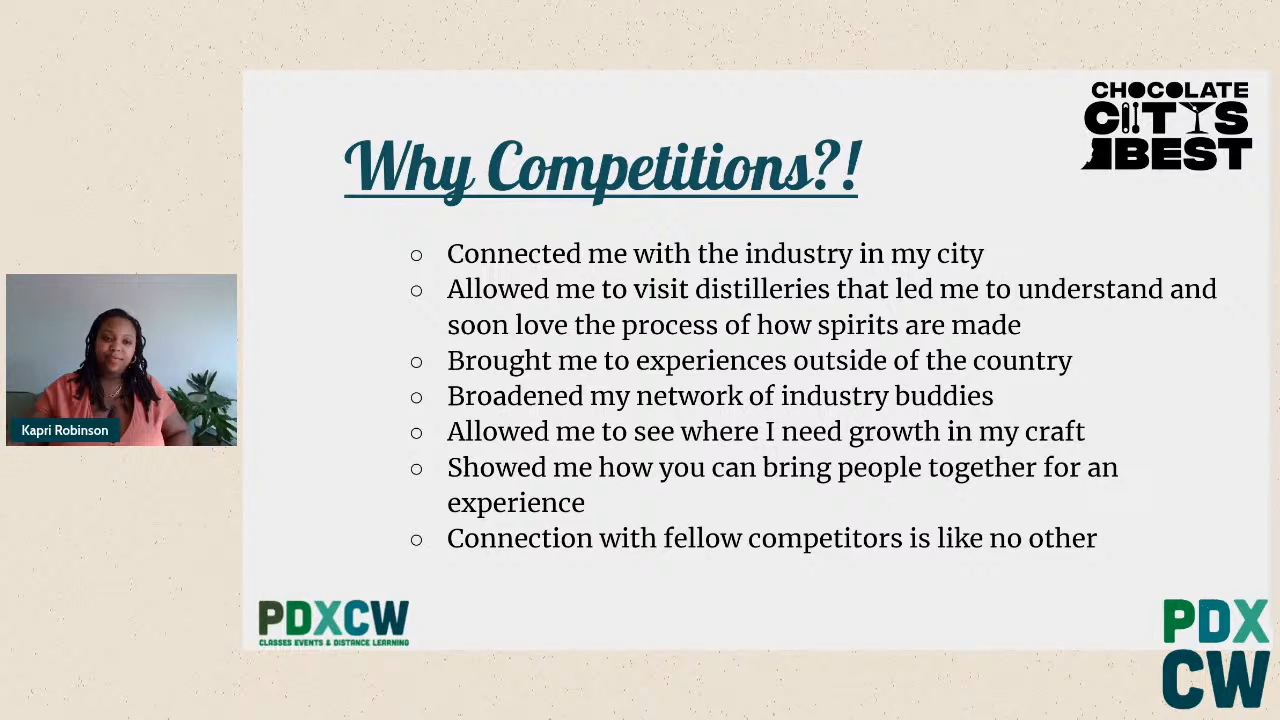 CHOCOLATE
CITY'S
BEST
Why Competitions?!
○ Connected me with the industry in my city
○ Allowed me to visit distilleries that led me to understand and
soon love the process of how spirits are made
○ Brought me to experiences outside of the country
○ Broadened my network of industry buddies
○ Allowed me to see where I need growth in my craft
○ Showed me how you can bring people together for an
experience
○ Connection with fellow competitors is like no other
Kapri Robinson
PDXCW
CLASSES EVENTS & DISTANCE LEARNING
PDX
CW